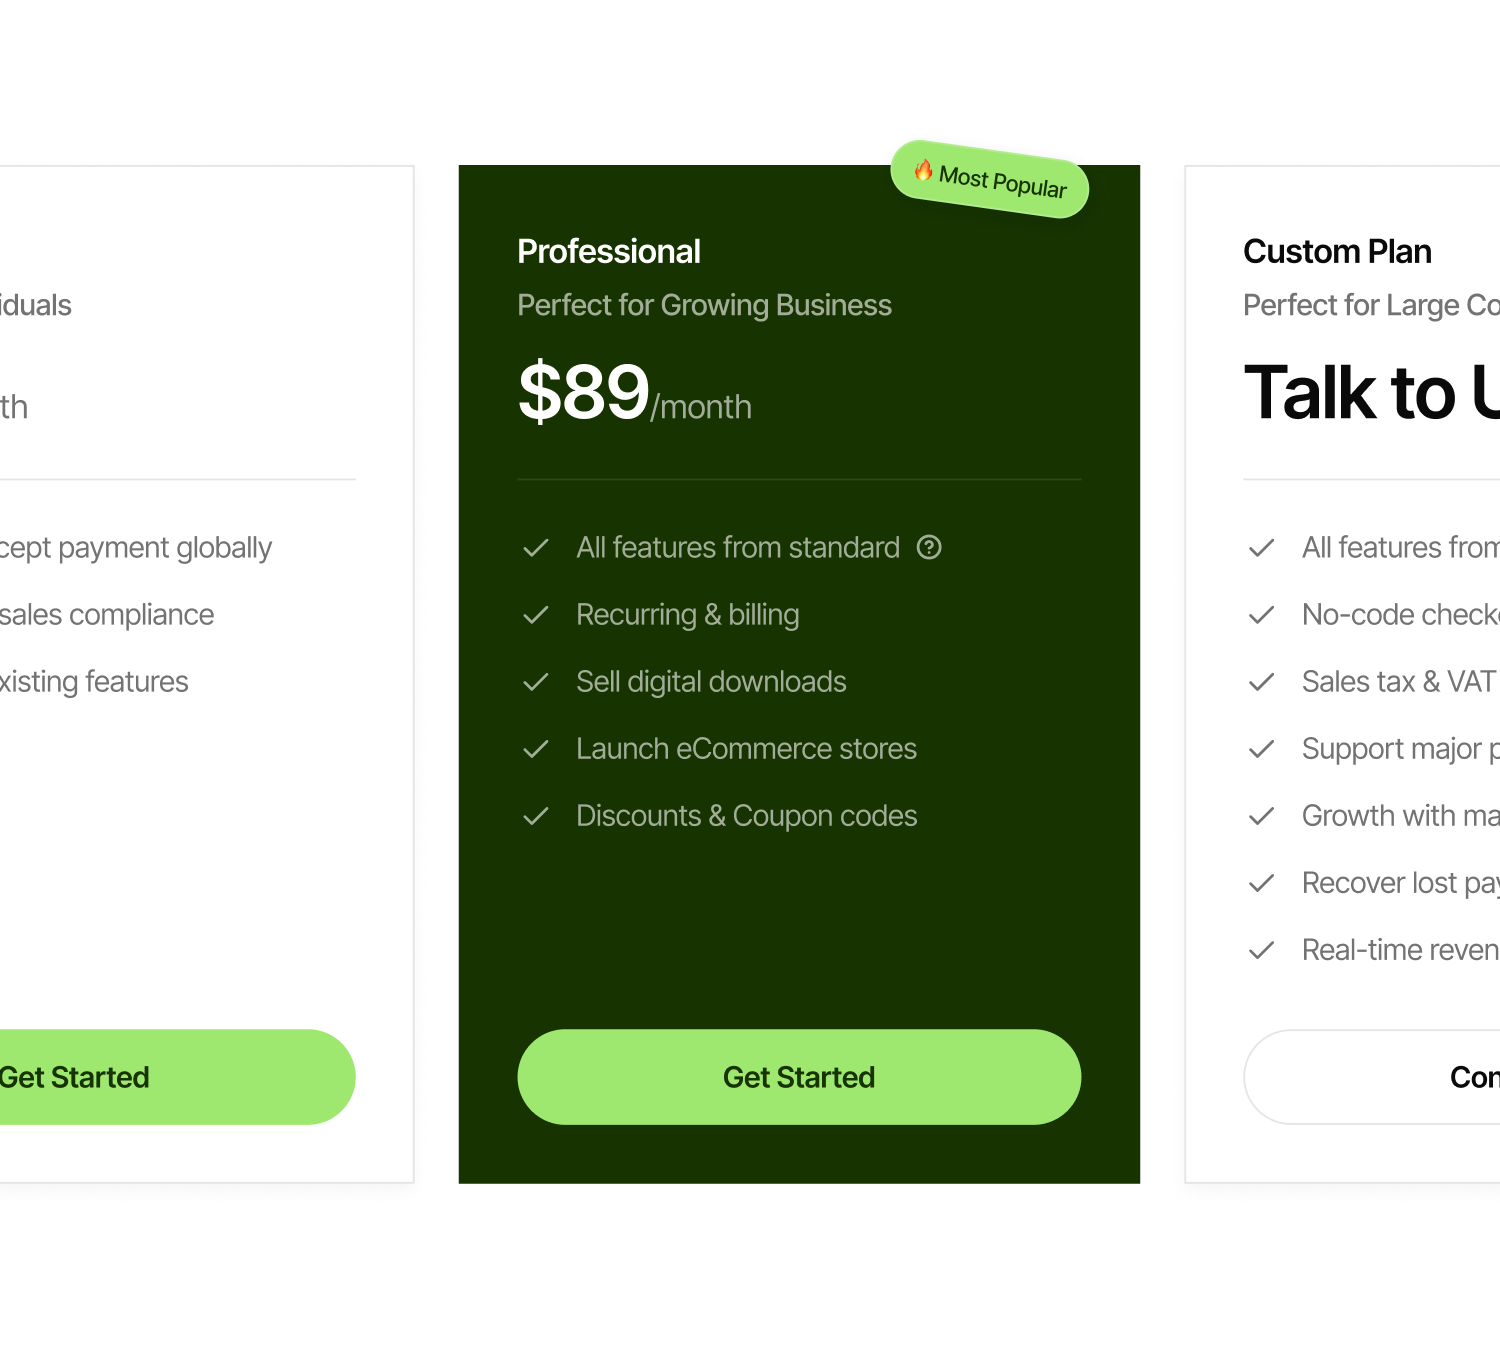 iduals
th
cept payment globally
sales compliance
xisting features
Get Started
🔥 Most Popular
Professional
Perfect for Growing Business
$89/month
All features from standard
Recurring & billing
Sell digital downloads
Launch eCommerce stores
Discounts & Coupon codes
Get Started
Custom Plan
Perfect for Large Co
Talk to U
All features from
No-code checko
Sales tax & VAT
Support major p
Growth with ma
Recover lost pay
Real-time reven
Con